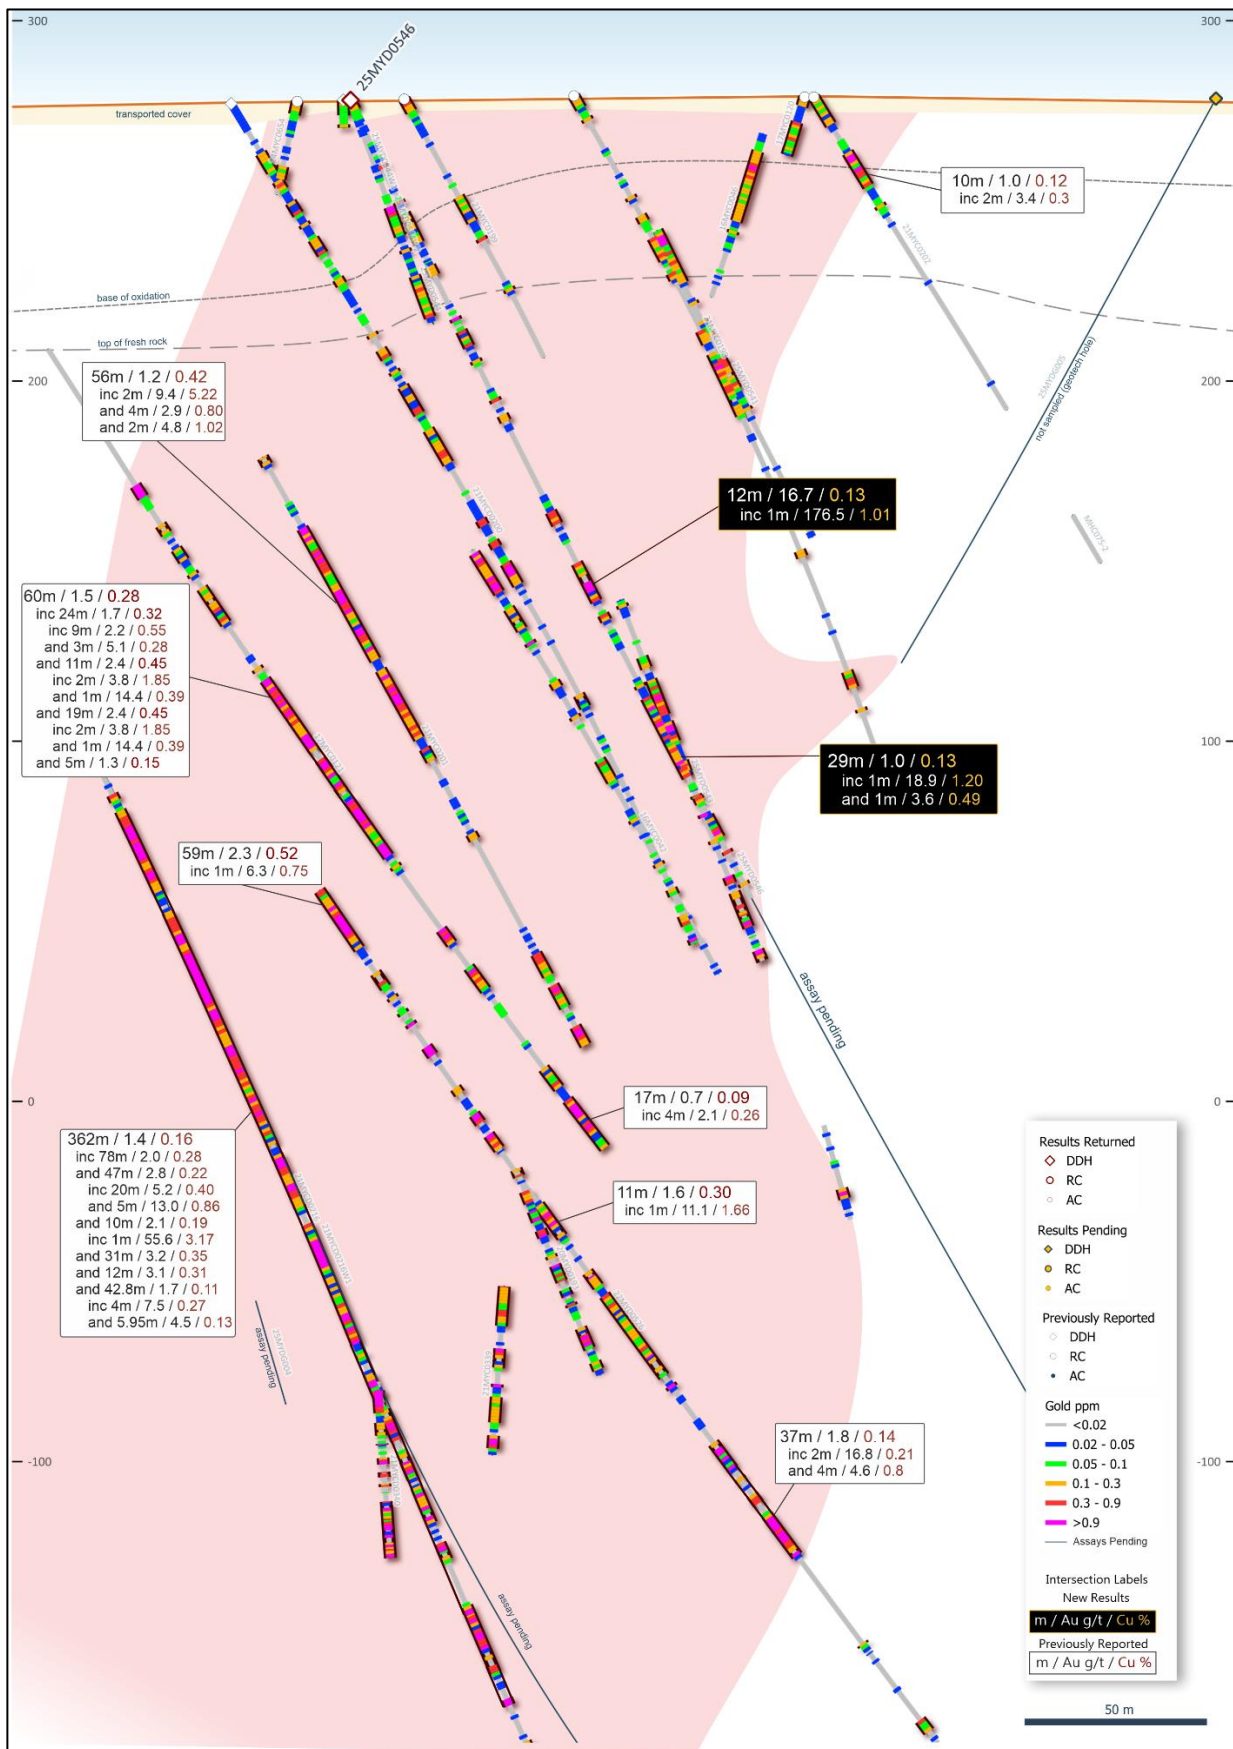 300
300
25MYD0546
transported cover
17MYC0120
10m / 1.0 / 0.12
inc 2m / 3.4 / 0.3
21MYC0199
16MYC0066
21MYC0202
base of oxidation
top of fresh rock
200
200
25MYDG005
not sampled (geotech hole)
56m / 1.2 / 0.42
inc 2m / 9.4 / 5.22
and 4m / 2.9 / 0.80
and 2m / 4.8 / 1.02
12m / 16.7 / 0.13
inc 1m / 176.5 / 1.01
21MYC0200
MHC075-2
60m / 1.5 / 0.28
inc 24m / 1.7 / 0.32
inc 9m / 2.2 / 0.55
and 3m / 5.1 / 0.28
and 11m / 2.4 / 0.45
inc 2m / 3.8 / 1.85
and 1m / 14.4 / 0.39
and 19m / 2.4 / 0.45
inc 2m / 3.8 / 1.85
and 1m / 14.4 / 0.39
and 5m / 1.3 / 0.15
21MYC0201
100
29m / 1.0 / 0.13
inc 1m / 18.9 / 1.20
and 1m / 3.6 / 0.49
59m / 2.3 / 0.52
inc 1m / 6.3 / 0.75
25MYD0546
assay pending
0
0
17m / 0.7 / 0.09
inc 4m / 2.1 / 0.26
362m / 1.4 / 0.16
inc 78m / 2.0 / 0.28
and 47m / 2.8 / 0.22
inc 20m / 5.2 / 0.40
and 5m / 13.0 / 0.86
and 10m / 2.1 / 0.19
inc 1m / 55.6 / 3.17
and 31m / 3.2 / 0.35
and 12m / 3.1 / 0.31
and 42.8m / 1.7 / 0.11
inc 4m / 7.5 / 0.27
and 5.95m / 4.5 / 0.13
11m / 1.6 / 0.30
inc 1m / 11.1 / 1.66
21MYCD0216W1
25MYDG004
assay pending
21MYC0339
37m / 1.8 / 0.14
inc 2m / 16.8 / 0.21
and 4m / 4.6 / 0.8
-100
-100
assay pending
Results Returned
DDH
RC
AC
Results Pending
DDH
RC
AC
Previously Reported
DDH
RC
AC
Gold ppm
<0.02
0.02 - 0.05
0.05 - 0.1
0.1 - 0.3
0.3 - 0.9
>0.9
Assays Pending
Intersection Labels
New Results
m / Au g/t / Cu %
Previously Reported
m / Au g/t / Cu %
50 m